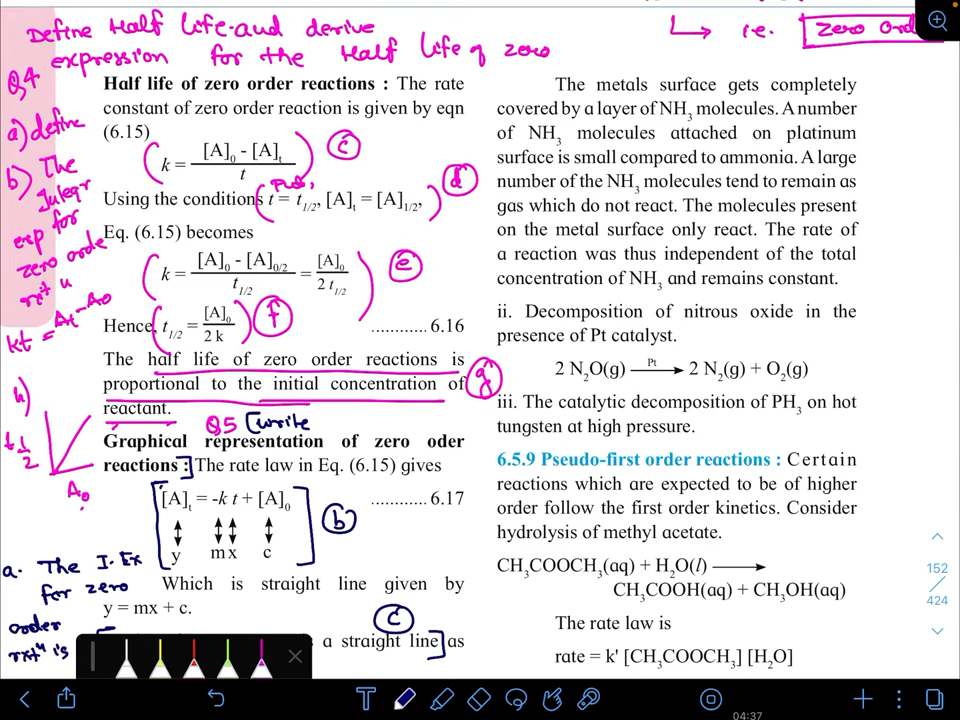 Define Half life and derive
expression for the Half life of zero
↳ i.e. zero ord
Q4
a) define
b) The
Integr
exp for
zero orde
rxn is
kt = At - Ao
h)
t 1/2
Ao
Half life of zero order reactions : The rate
constant of zero order reaction is given by eqn
(6.15)
k = [A]0 - [A]t / t
c
Put,
Using the conditions t = t1/2, [A]t = [A]1/2,
d
Eq. (6.15) becomes
k = [A]0 - [A]0/2 / t1/2 = [A]0 / 2 t1/2
e
Hence, t1/2 = [A]0 / 2 k ............ 6.16
f
The half life of zero order reactions is
proportional to the initial concentration of
reactant.
g
Q5 [write
Graphical representation of zero oder
reactions :] The rate law in Eq. (6.15) gives
[A]t = -k t + [A]0 ............ 6.17
y m x c
b
Which is straight line given by
y = mx + c.
c
a straight line as
a. The I. Ex
for zero
order
rxn is
The metals surface gets completely
covered by a layer of NH3 molecules. A number
of NH3 molecules attached on platinum
surface is small compared to ammonia. A large
number of the NH3 molecules tend to remain as
gas which do not react. The molecules present
on the metal surface only react. The rate of
a reaction was thus independent of the total
concentration of NH3 and remains constant.
ii. Decomposition of nitrous oxide in the
presence of Pt catalyst.
2 N2O(g) —Pt→ 2 N2(g) + O2(g)
iii. The catalytic decomposition of PH3 on hot
tungsten at high pressure.
6.5.9 Pseudo-first order reactions : Certain
reactions which are expected to be of higher
order follow the first order kinetics. Consider
hydrolysis of methyl acetate.
CH3COOCH3(aq) + H2O(l) ⟶
CH3COOH(aq) + CH3OH(aq)
The rate law is
rate = k' [CH3COOCH3] [H2O]
152
424
04:37